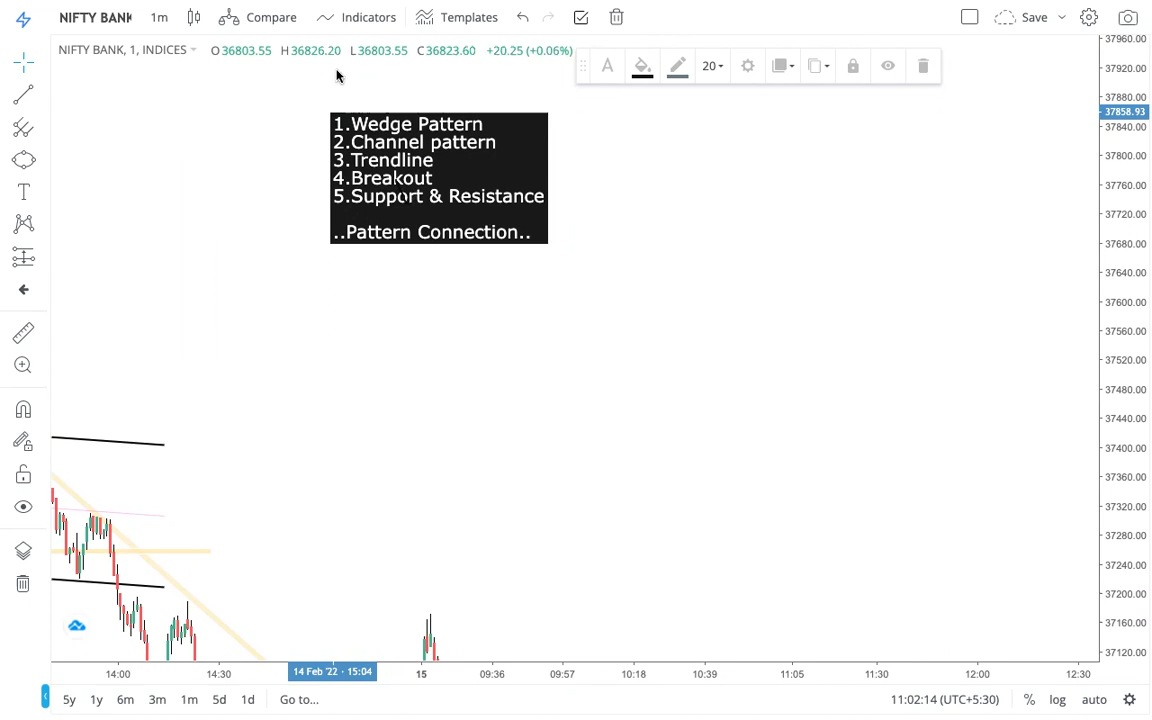 NIFTY BANK 1m Compare Indicators Templates Save
NIFTY BANK, 1, INDICES O36803.55 H36826.20 L36803.55 C36823.60 +20.25 (+0.06%)
A 20
1.Wedge Pattern
2.Channel pattern
3.Trendline
4.Breakout
5.Support & Resistance
..Pattern Connection..
37960.00
37920.00
37880.00
37858.93
37840.00
37800.00
37760.00
37720.00
37680.00
37640.00
37600.00
37560.00
37520.00
37480.00
37440.00
37400.00
37360.00
37320.00
37280.00
37240.00
37200.00
37160.00
37120.00
14:00 14:30 14 Feb '22 · 15:04 15 09:36 09:57 10:18 10:39 11:05 11:30 12:00 12:30
5y 1y 6m 3m 1m 5d 1d Go to... 11:02:14 (UTC+5:30) % log auto